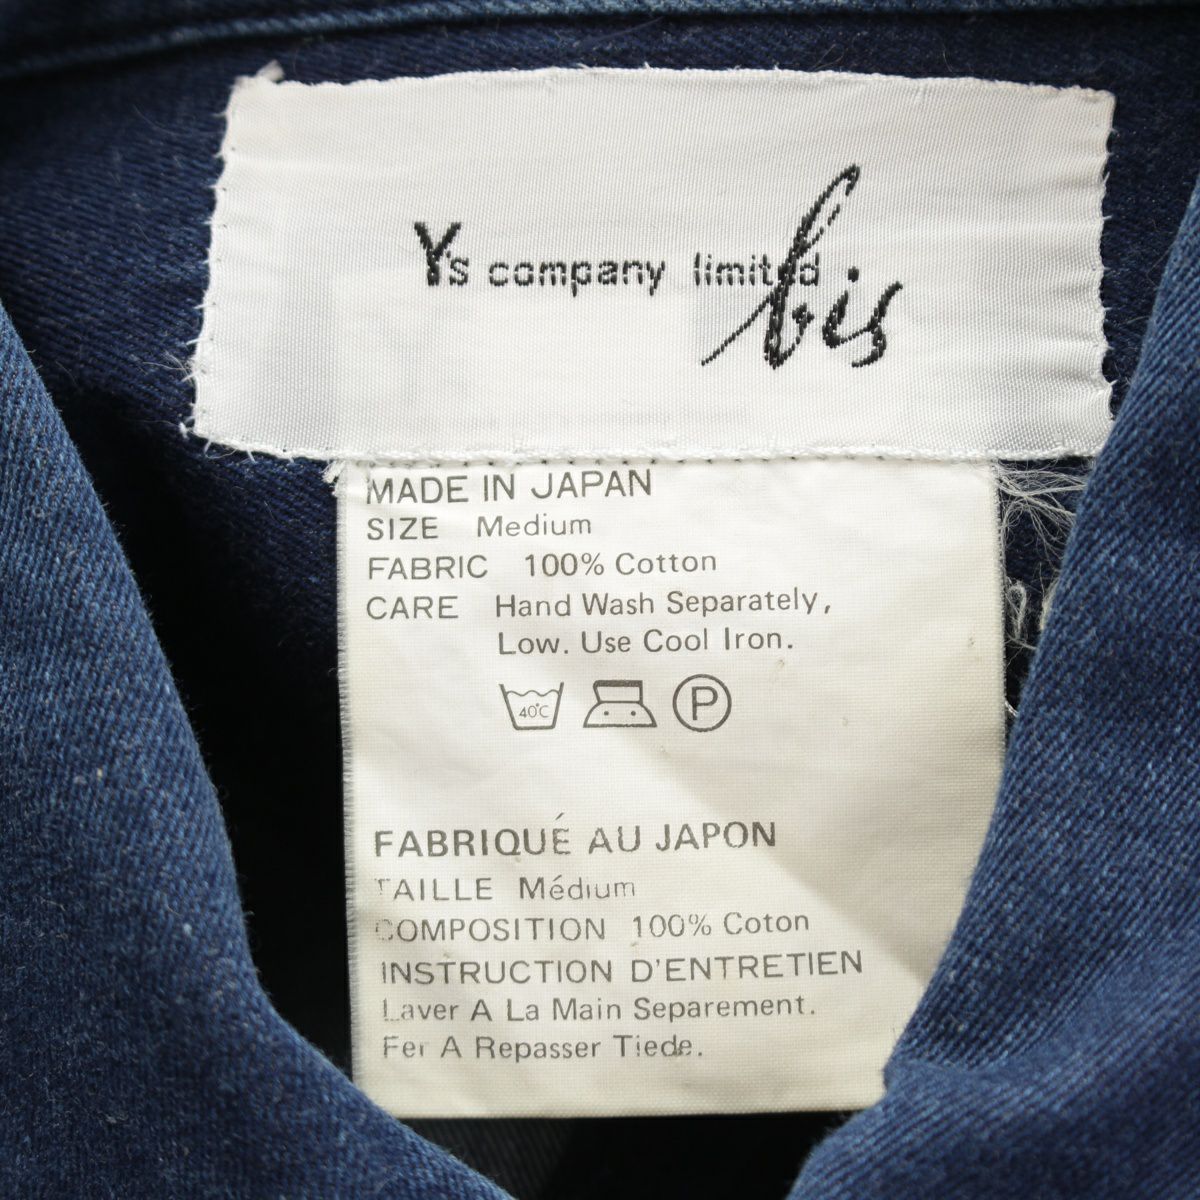 Y's company limited
bis
MADE IN JAPAN
SIZE Medium
FABRIC 100% Cotton
CARE Hand Wash Separately,
Low. Use Cool Iron.
40°C P
FABRIQUÉ AU JAPON
TAILLE Médium
COMPOSITION 100% Coton
INSTRUCTION D'ENTRETIEN
Laver A La Main Separement.
Fer A Repasser Tiede.